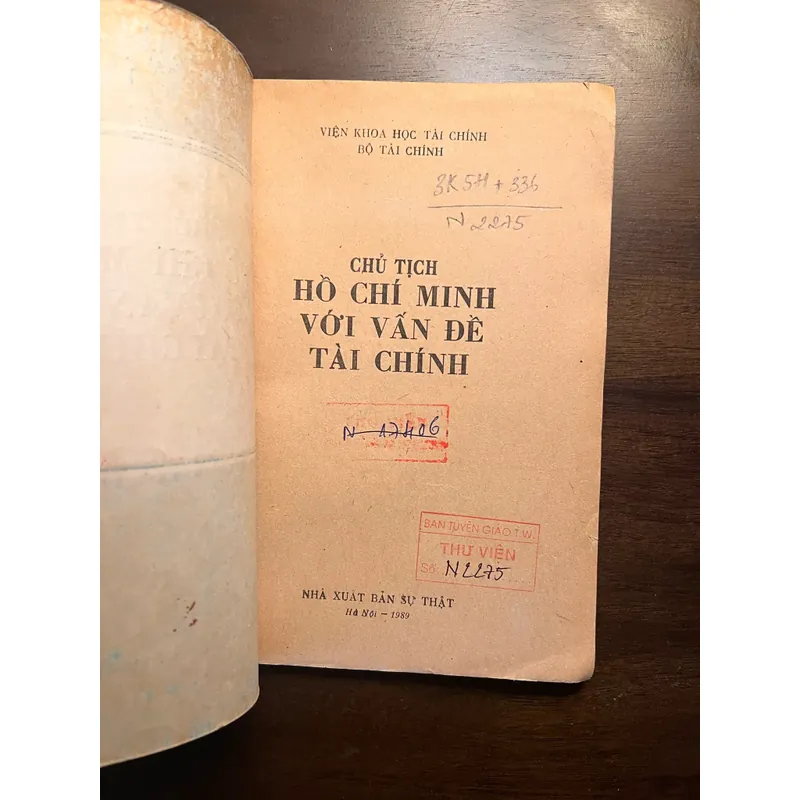 VIỆN KHOA HỌC TÀI CHÍNH
BỘ TÀI CHÍNH
3K5H + 336
N 2275
CHỦ TỊCH
HỒ CHÍ MINH
VỚI VẤN ĐỀ
TÀI CHÍNH
N 17406
BAN TUYÊN GIÁO T.W.
THƯ VIỆN
Số: N2275
NHÀ XUẤT BẢN SỰ THẬT
Hà Nội – 1989